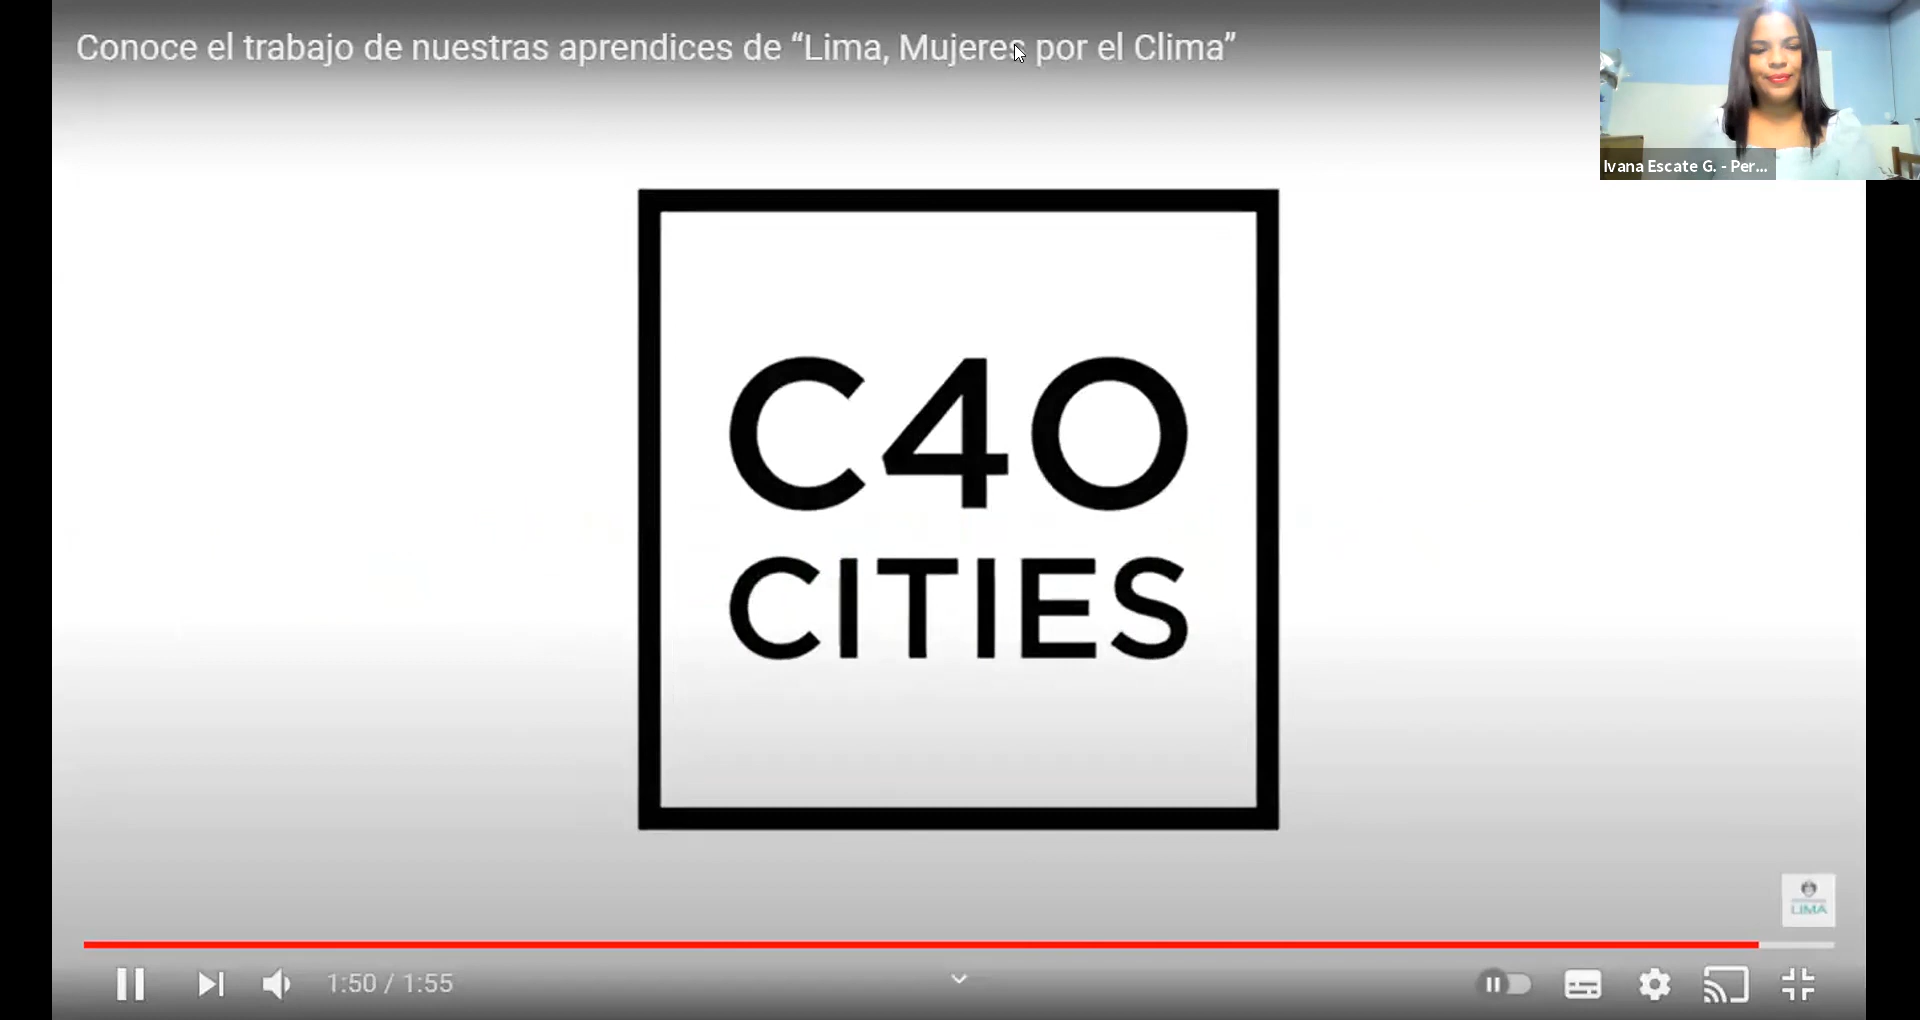 Conoce el trabajo de nuestras aprendices de “Lima, Mujeres por el Clima”
Ivana Escate G. - Per...
C40
CITIES
LIMA
1:50 / 1:55